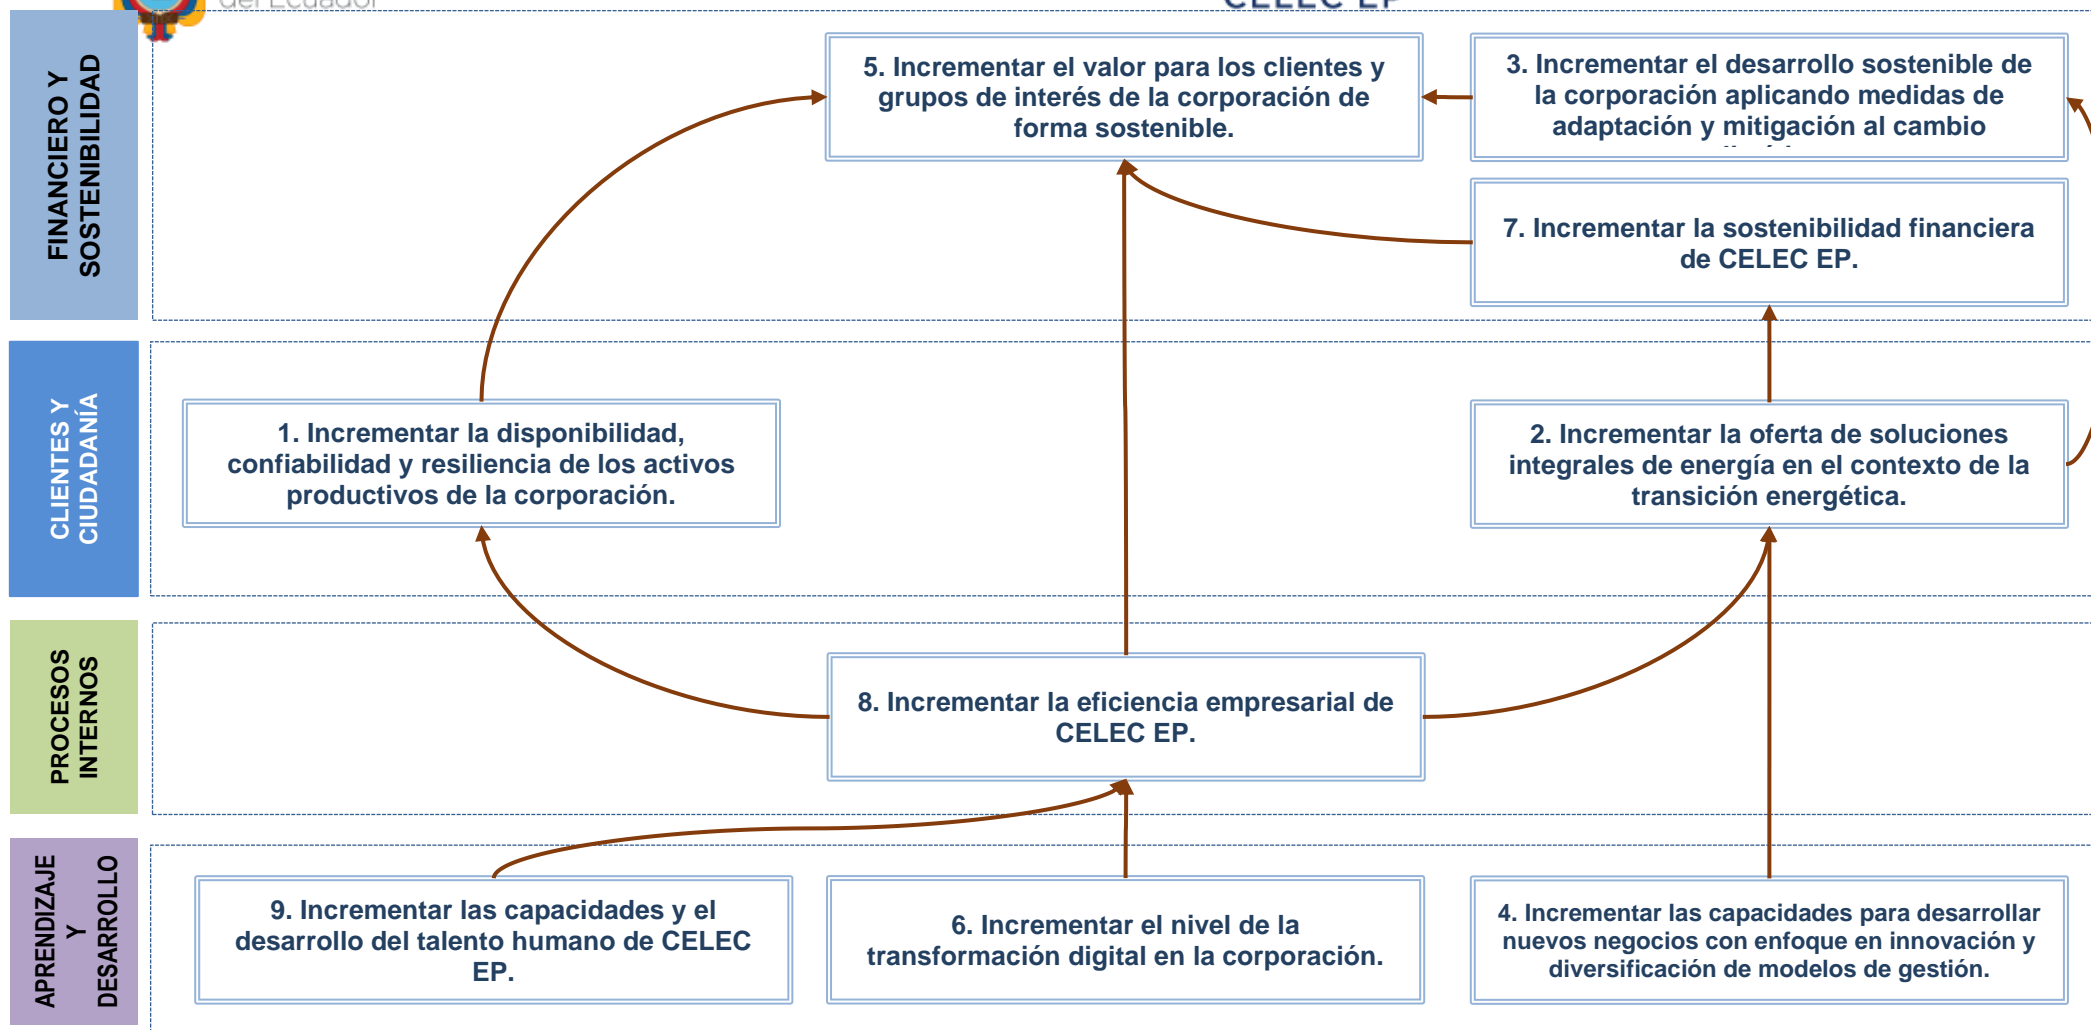 del Ecuador
CELEC EP
FINANCIERO Y
SOSTENIBILIDAD
5. Incrementar el valor para los clientes y
grupos de interés de la corporación de
forma sostenible.
3. Incrementar el desarrollo sostenible de
la corporación aplicando medidas de
adaptación y mitigación al cambio
7. Incrementar la sostenibilidad financiera
de CELEC EP.
CLIENTES Y
CIUDADANÍA
1. Incrementar la disponibilidad,
confiabilidad y resiliencia de los activos
productivos de la corporación.
2. Incrementar la oferta de soluciones
integrales de energía en el contexto de la
transición energética.
PROCESOS
INTERNOS
8. Incrementar la eficiencia empresarial de
CELEC EP.
APRENDIZAJE
Y
DESARROLLO
9. Incrementar las capacidades y el
desarrollo del talento humano de CELEC
EP.
6. Incrementar el nivel de la
transformación digital en la corporación.
4. Incrementar las capacidades para desarrollar
nuevos negocios con enfoque en innovación y
diversificación de modelos de gestión.